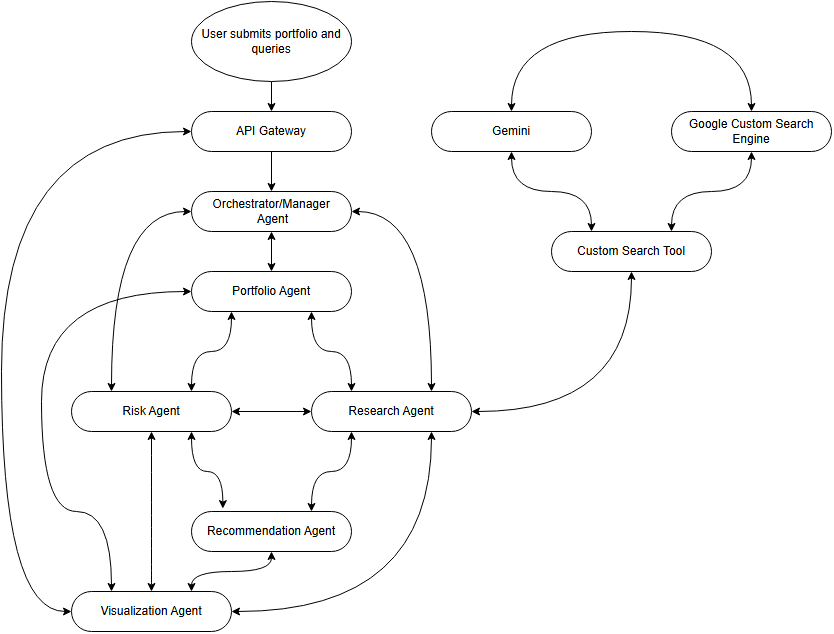 User submits portfolio and
queries
API Gateway
Gemini
Google Custom Search
Engine
Orchestrator/Manager
Agent
Custom Search Tool
Portfolio Agent
Risk Agent
Research Agent
Recommendation Agent
Visualization Agent